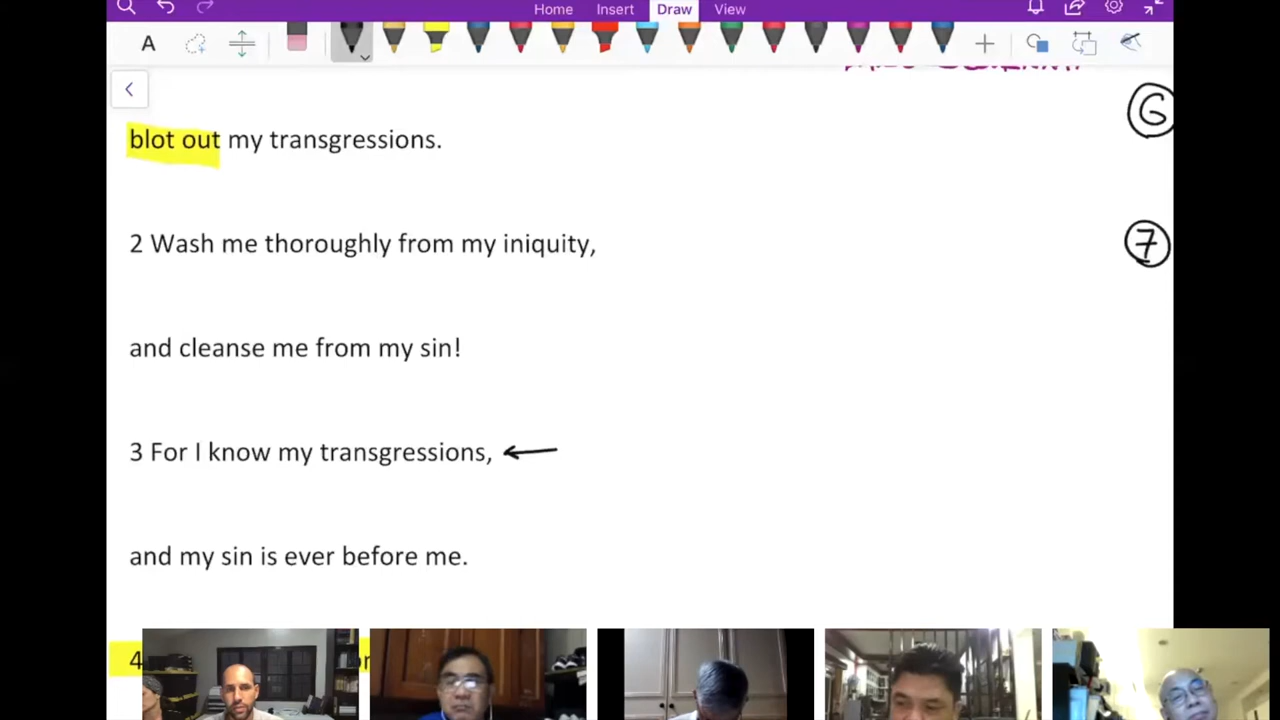 Home Insert Draw View
A
6
blot out my transgressions.
2 Wash me thoroughly from my iniquity,
7
and cleanse me from my sin!
3 For I know my transgressions,
and my sin is ever before me.
4